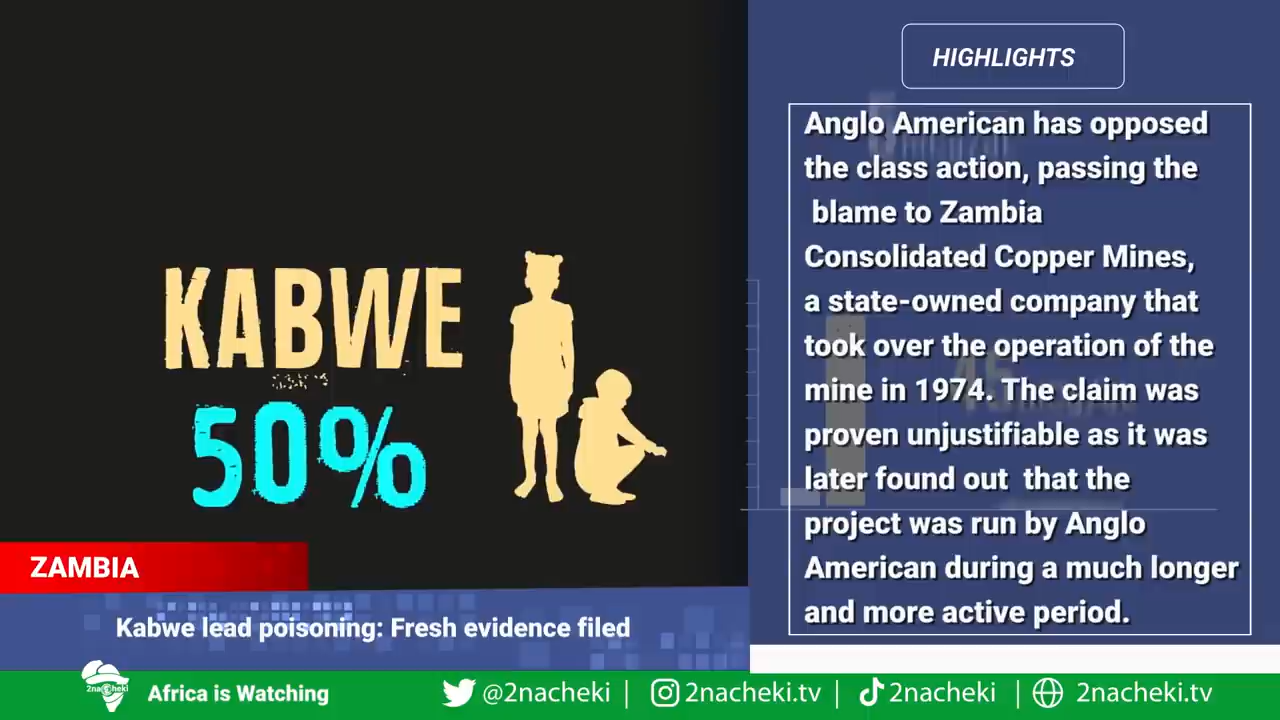 KABWE
50%
ZAMBIA
Kabwe lead poisoning: Fresh evidence filed
HIGHLIGHTS
Anglo American has opposed
the class action, passing the
blame to Zambia
Consolidated Copper Mines,
a state-owned company that
took over the operation of the
mine in 1974. The claim was
proven unjustifiable as it was
later found out that the
project was run by Anglo
American during a much longer
and more active period.
2nacheki
Africa is Watching
@2nacheki | 2nacheki.tv | 2nacheki | 2nacheki.tv